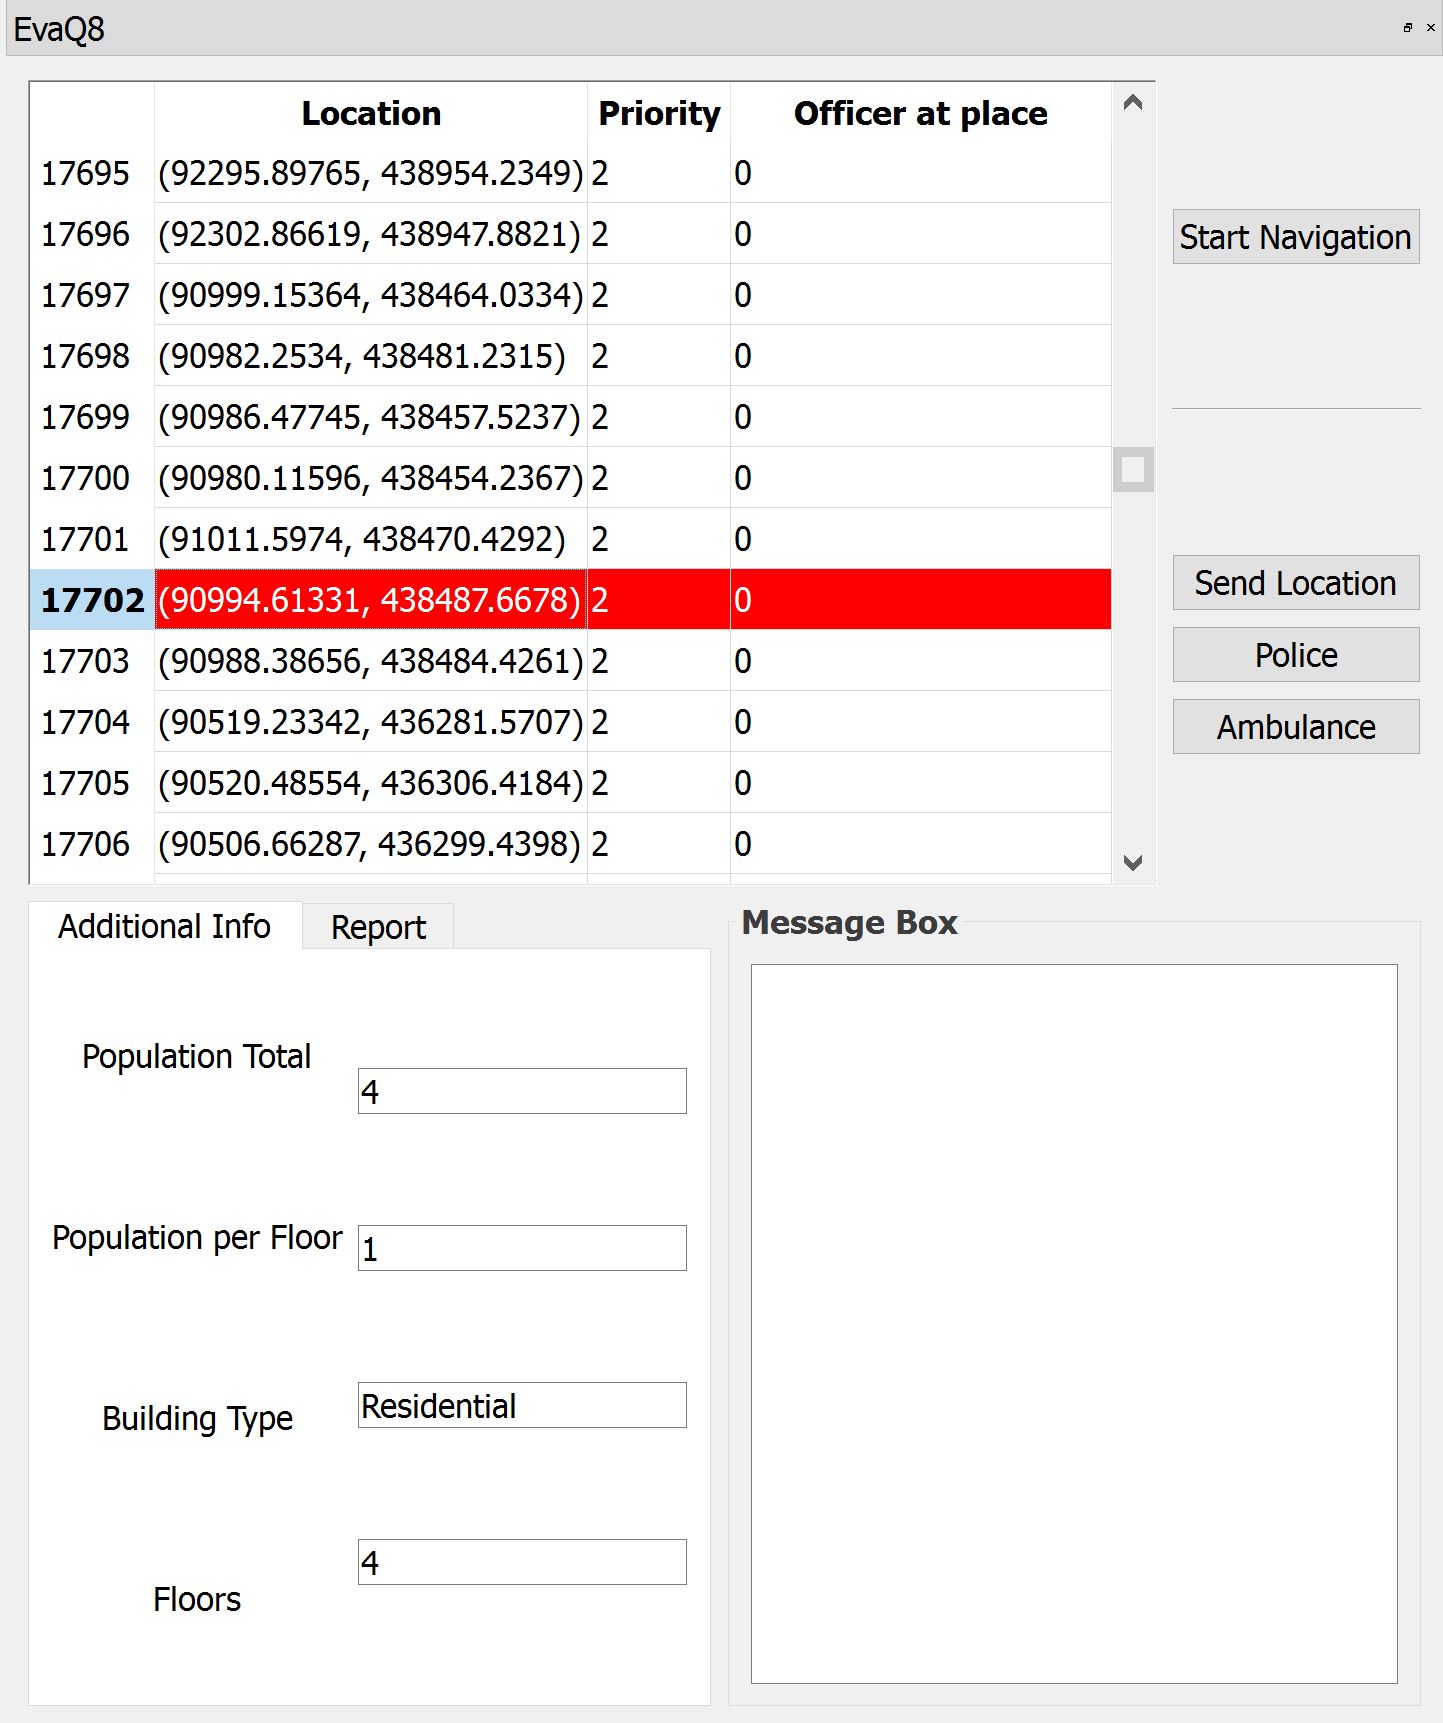 EvaQ8
Location Priority Officer at place
17695 (92295.89765, 438954.2349) 2 0
17696 (92302.86619, 438947.8821) 2 0
17697 (90999.15364, 438464.0334) 2 0
17698 (90982.2534, 438481.2315) 2 0
17699 (90986.47745, 438457.5237) 2 0
17700 (90980.11596, 438454.2367) 2 0
17701 (91011.5974, 438470.4292) 2 0
17702 (90994.61331, 438487.6678) 2 0
17703 (90988.38656, 438484.4261) 2 0
17704 (90519.23342, 436281.5707) 2 0
17705 (90520.48554, 436306.4184) 2 0
17706 (90506.66287, 436299.4398) 2 0
Start Navigation
Send Location
Police
Ambulance
Additional Info Report
Population Total 4
Population per Floor 1
Building Type Residential
Floors 4
Message Box